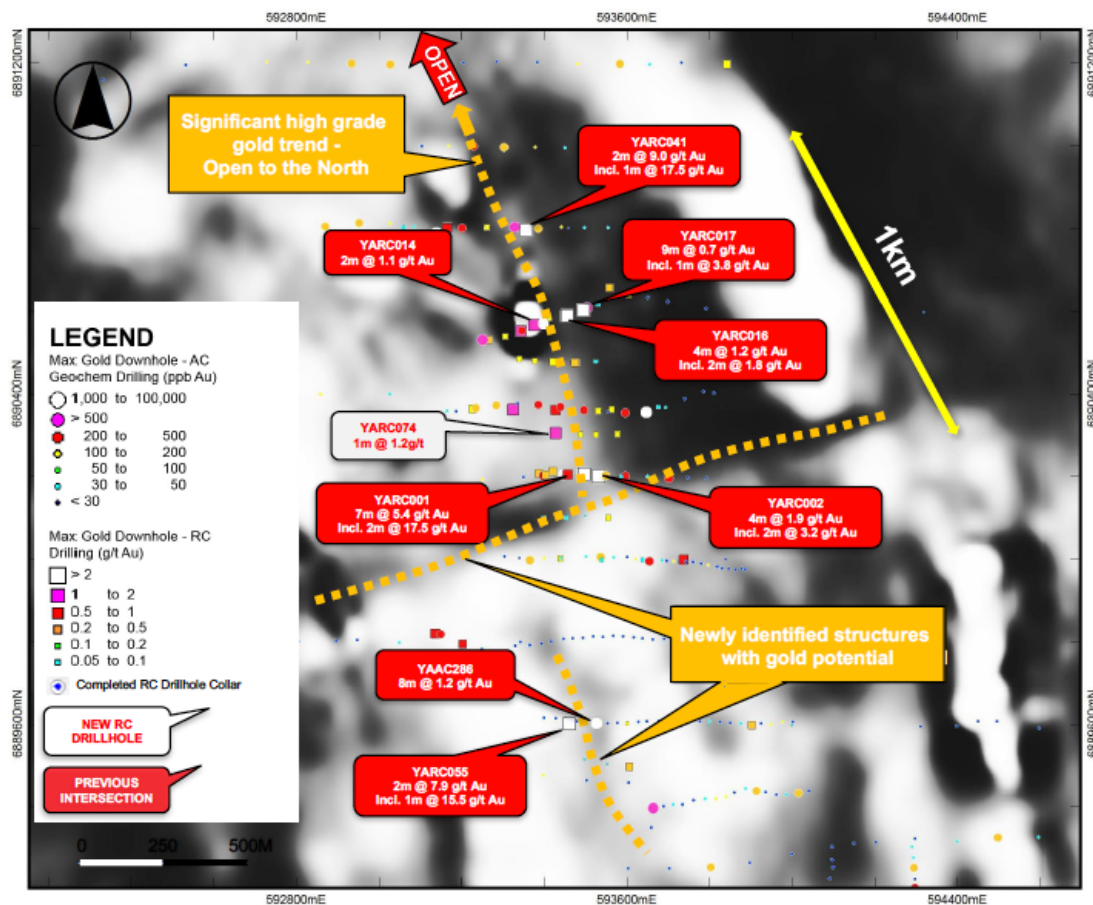 592800mE
593600mE
594400mE
6891200mN
6891200mN
OPEN
Significant high grade
gold trend -
Open to the North
YARC041
2m @ 9.0 g/t Au
Incl. 1m @ 17.5 g/t Au
YARC014
2m @ 1.1 g/t Au
YARC017
9m @ 0.7 g/t Au
Incl. 1m @ 3.8 g/t Au
1km
YARC016
4m @ 1.2 g/t Au
Incl. 2m @ 1.8 g/t Au
6890400mN
6890400mN
YARC074
1m @ 1.2g/t
YARC001
7m @ 5.4 g/t Au
Incl. 2m @ 17.5 g/t Au
YARC002
4m @ 1.9 g/t Au
Incl. 2m @ 3.2 g/t Au
Newly identified structures
with gold potential
YAAC286
8m @ 1.2 g/t Au
YARC055
2m @ 7.9 g/t Au
Incl. 1m @ 15.5 g/t Au
6889600mN
6889600mN
LEGEND
Max Gold Downhole - AC
Geochem Drilling (ppb Au)
1,000 to 100,000
> 500
200 to 500
100 to 200
50 to 100
30 to 50
< 30
Max Gold Downhole - RC
Drilling (g/t Au)
> 2
1 to 2
0.5 to 1
0.2 to 0.5
0.1 to 0.2
0.05 to 0.1
Completed RC Drillhole Collar
NEW RC
DRILLHOLE
PREVIOUS
INTERSECTION
0 250 500M
592800mE
593600mE
594400mE